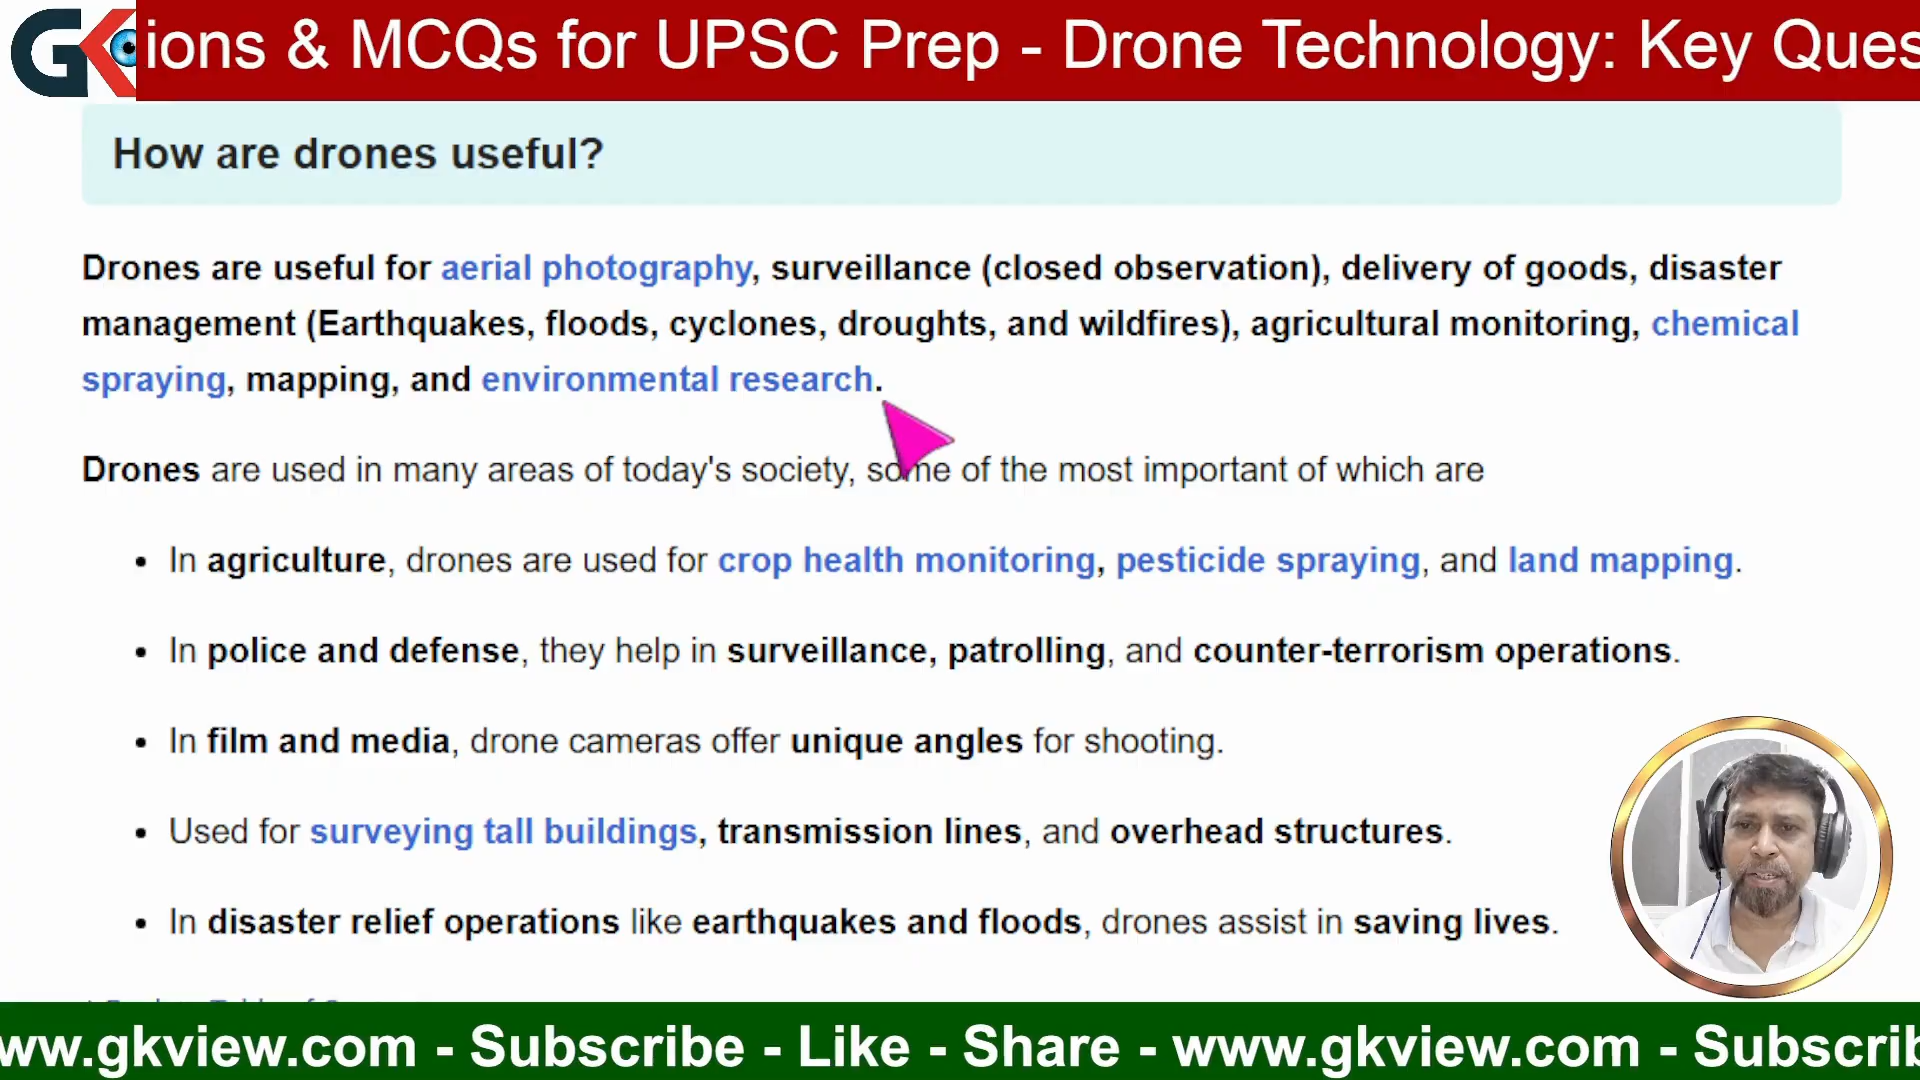 GK
ions & MCQs for UPSC Prep - Drone Technology: Key Ques
How are drones useful?
Drones are useful for aerial photography, surveillance (closed observation), delivery of goods, disaster
management (Earthquakes, floods, cyclones, droughts, and wildfires), agricultural monitoring, chemical
spraying, mapping, and environmental research.
Drones are used in many areas of today's society, some of the most important of which are
• In agriculture, drones are used for crop health monitoring, pesticide spraying, and land mapping.
• In police and defense, they help in surveillance, patrolling, and counter-terrorism operations.
• In film and media, drone cameras offer unique angles for shooting.
• Used for surveying tall buildings, transmission lines, and overhead structures.
• In disaster relief operations like earthquakes and floods, drones assist in saving lives.
ww.gkview.com - Subscribe - Like - Share - www.gkview.com - Subscrib